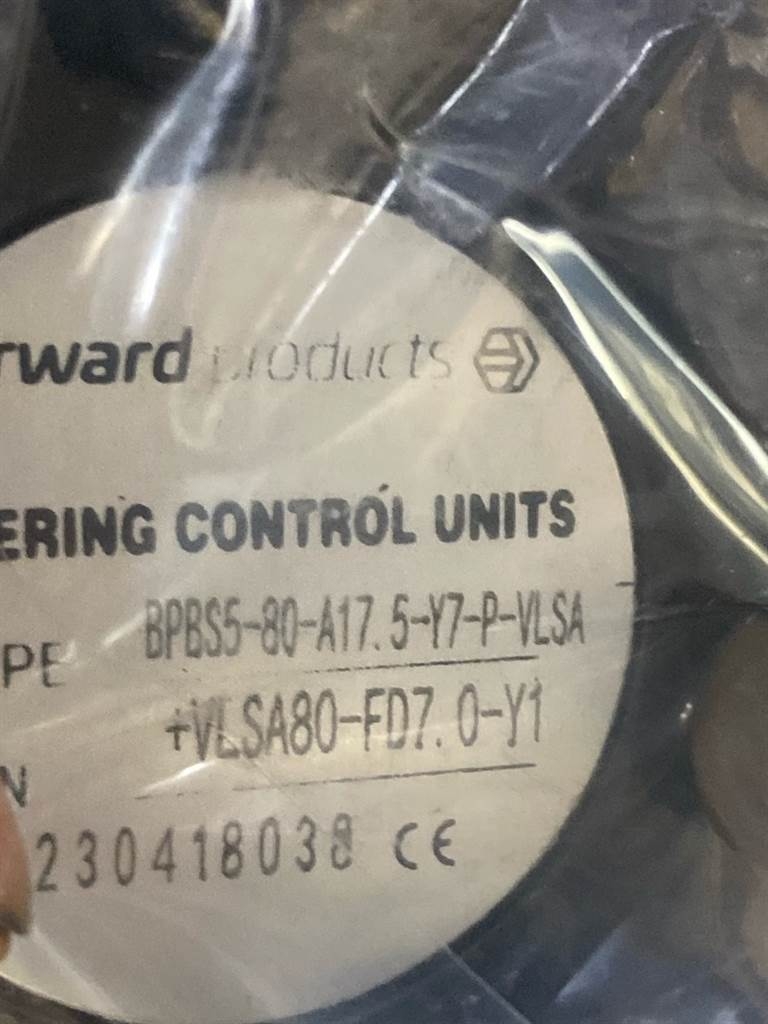 rward products
ERING CONTROL UNITS
PE BPBS5-80-A17.5-Y7-P-VLSA
+VLSA80-FD7.0-Y1
N
230418038 CE